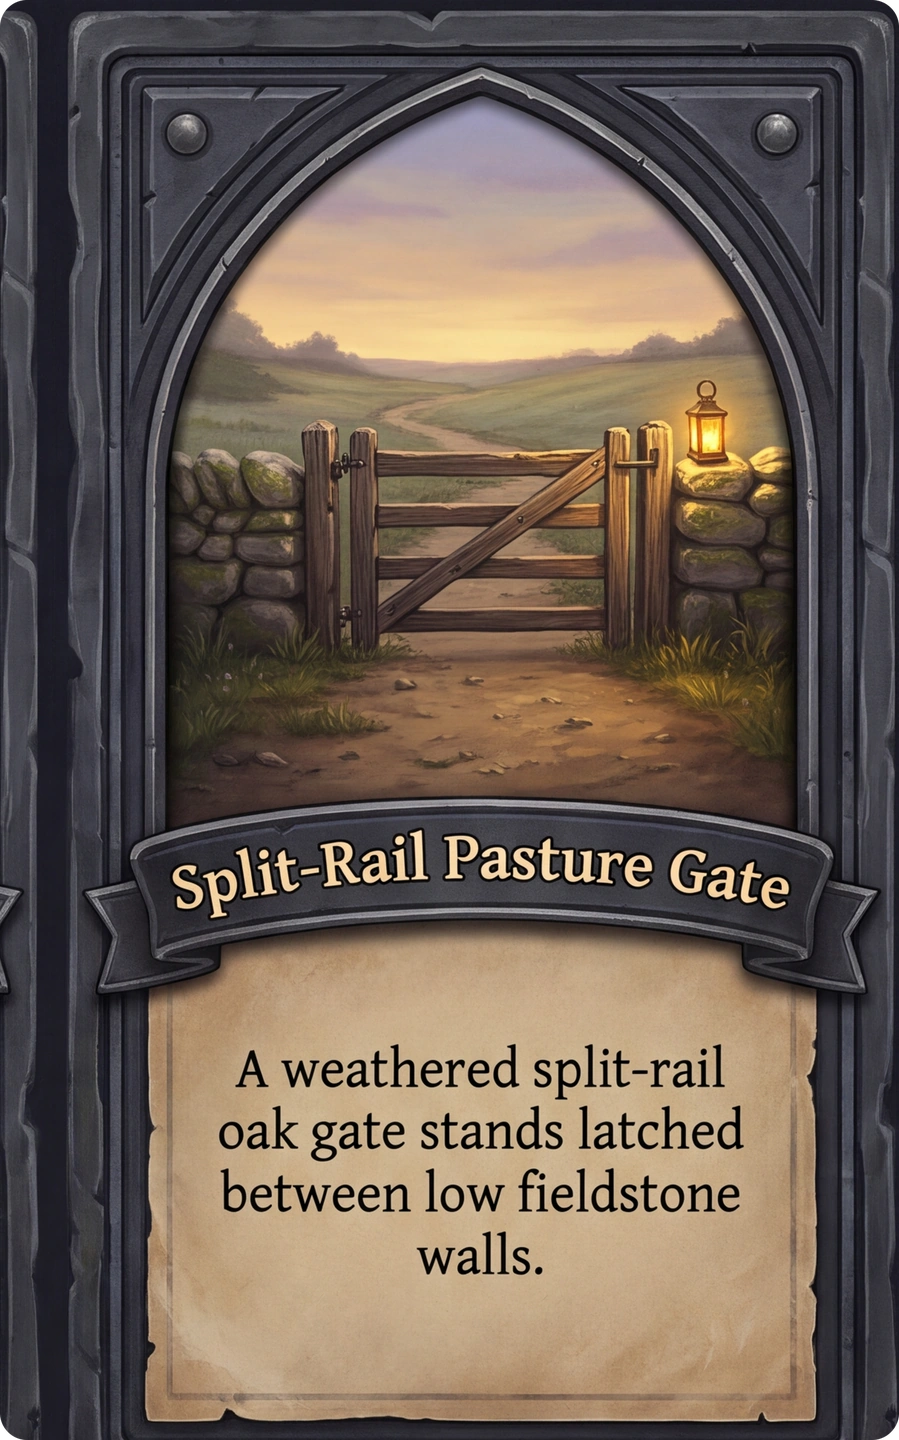 Split-Rail Pasture Gate
A weathered split-rail
oak gate stands latched
between low fieldstone
walls.